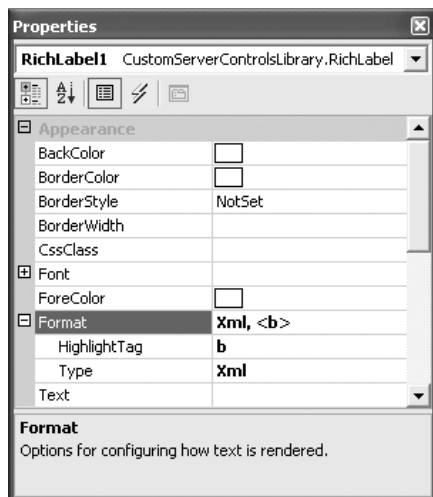 Properties
RichLabel1 CustomServerControlsLibrary.RichLabel
Appearance
BackColor
BorderColor
BorderStyle NotSet
BorderWidth
CssClass
Font
ForeColor
Format Xml, <b>
HighlightTag b
Type Xml
Text
Format
Options for configuring how text is rendered.